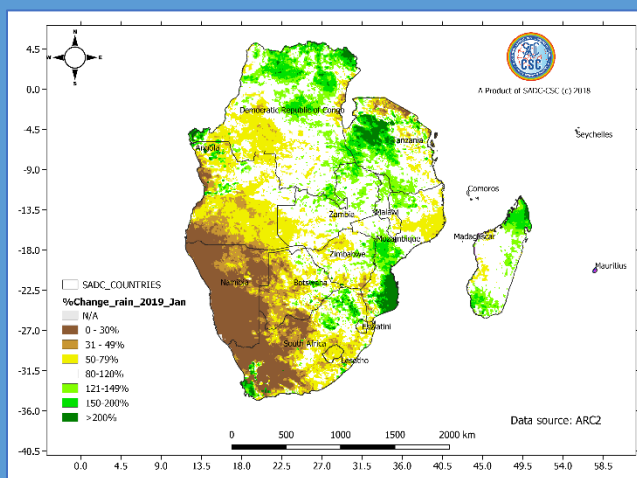 N
W E
S
CSC
A Product of SADC-CSC (c) 2018
4.5
0.0
-4.5
-9.0
-13.5
-18.0
-22.5
-27.0
-31.5
-36.0
-40.5
Democratic Republic of Congo
Tanzania
Seychelles
Angola
Comoros
Zambia
Malawi
Madagascar
Mozambique
Zimbabwe
Mauritius
Namibia
Botswana
Eswatini
South Africa
Lesotho
SADC_COUNTRIES
%Change_rain_2019_Jan
N/A
0 - 30%
31 - 49%
50-79%
80-120%
121-149%
150-200%
>200%
Data source: ARC2
0 500 1000 1500 2000 km
0.0 4.5 9.0 13.5 18.0 22.5 27.0 31.5 36.0 40.5 45.0 49.5 54.0 58.5